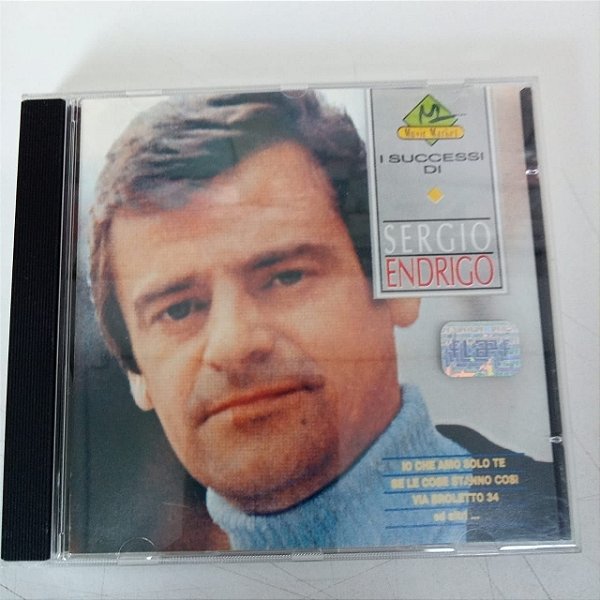 Music Market
I SUCCESSI
DI
SERGIO
ENDRIGO
IO CHE AMO SOLO TE
SE LE COSE STANNO COSÌ
VIA BROLETTO 34
ed altri ...